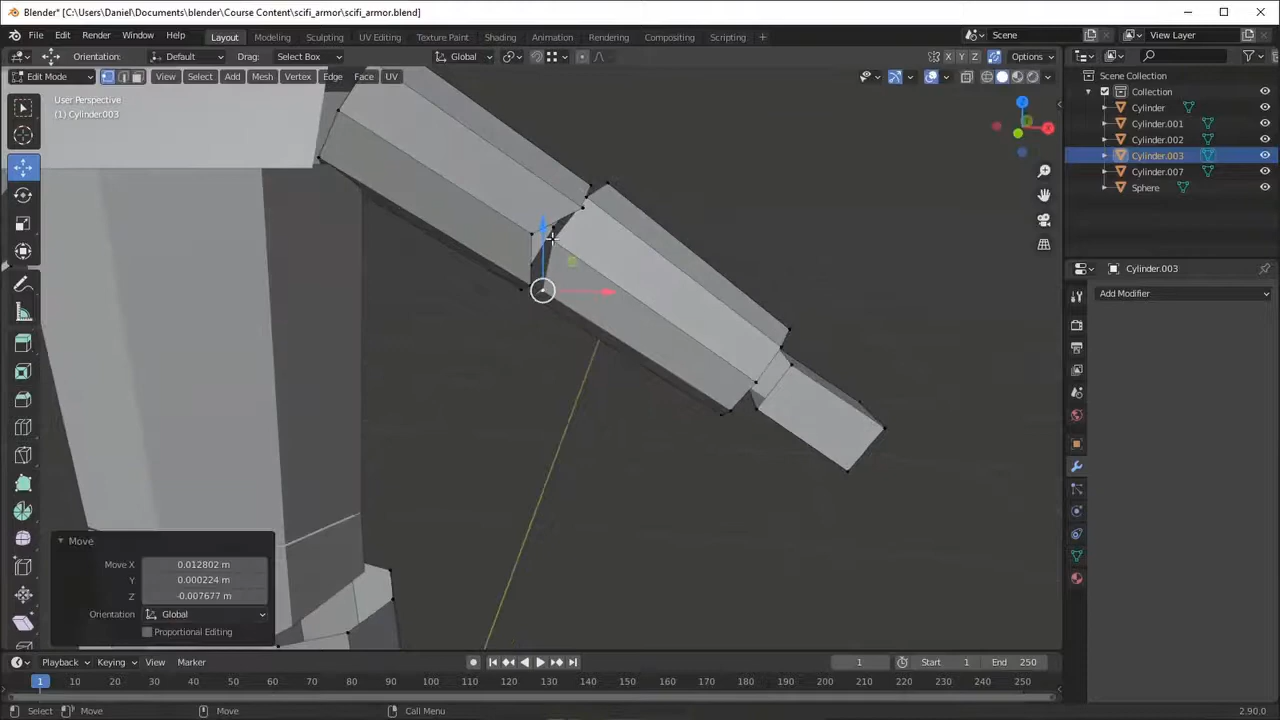 Blender* [C:\Users\Daniel\Documents\blender\Course Content\scifi_armor\scifi_armor.blend]
File Edit Render Window Help Layout Modeling Sculpting UV Editing Texture Paint Shading Animation Rendering Compositing Scripting + Scene View Layer
Orientation: Default Drag: Select Box Global X Y Z Options
Edit Mode View Select Add Mesh Vertex Edge Face UV
User Perspective
(1) Cylinder.003
Z
X
Scene Collection
Collection
Cylinder
Cylinder.001
Cylinder.002
Cylinder.003
Cylinder.007
Sphere
Cylinder.003
Add Modifier
Move
Move X 0.012802 m
Y 0.000224 m
Z -0.007677 m
Orientation Global
Proportional Editing
Playback Keying View Marker 1 Start 1 End 250
1 10 20 30 40 50 60 70 80 90 100 110 120 130 140 150 160 170 180 190 200 210 220 230 240 250
Select Move Move Call Menu 2.90.0